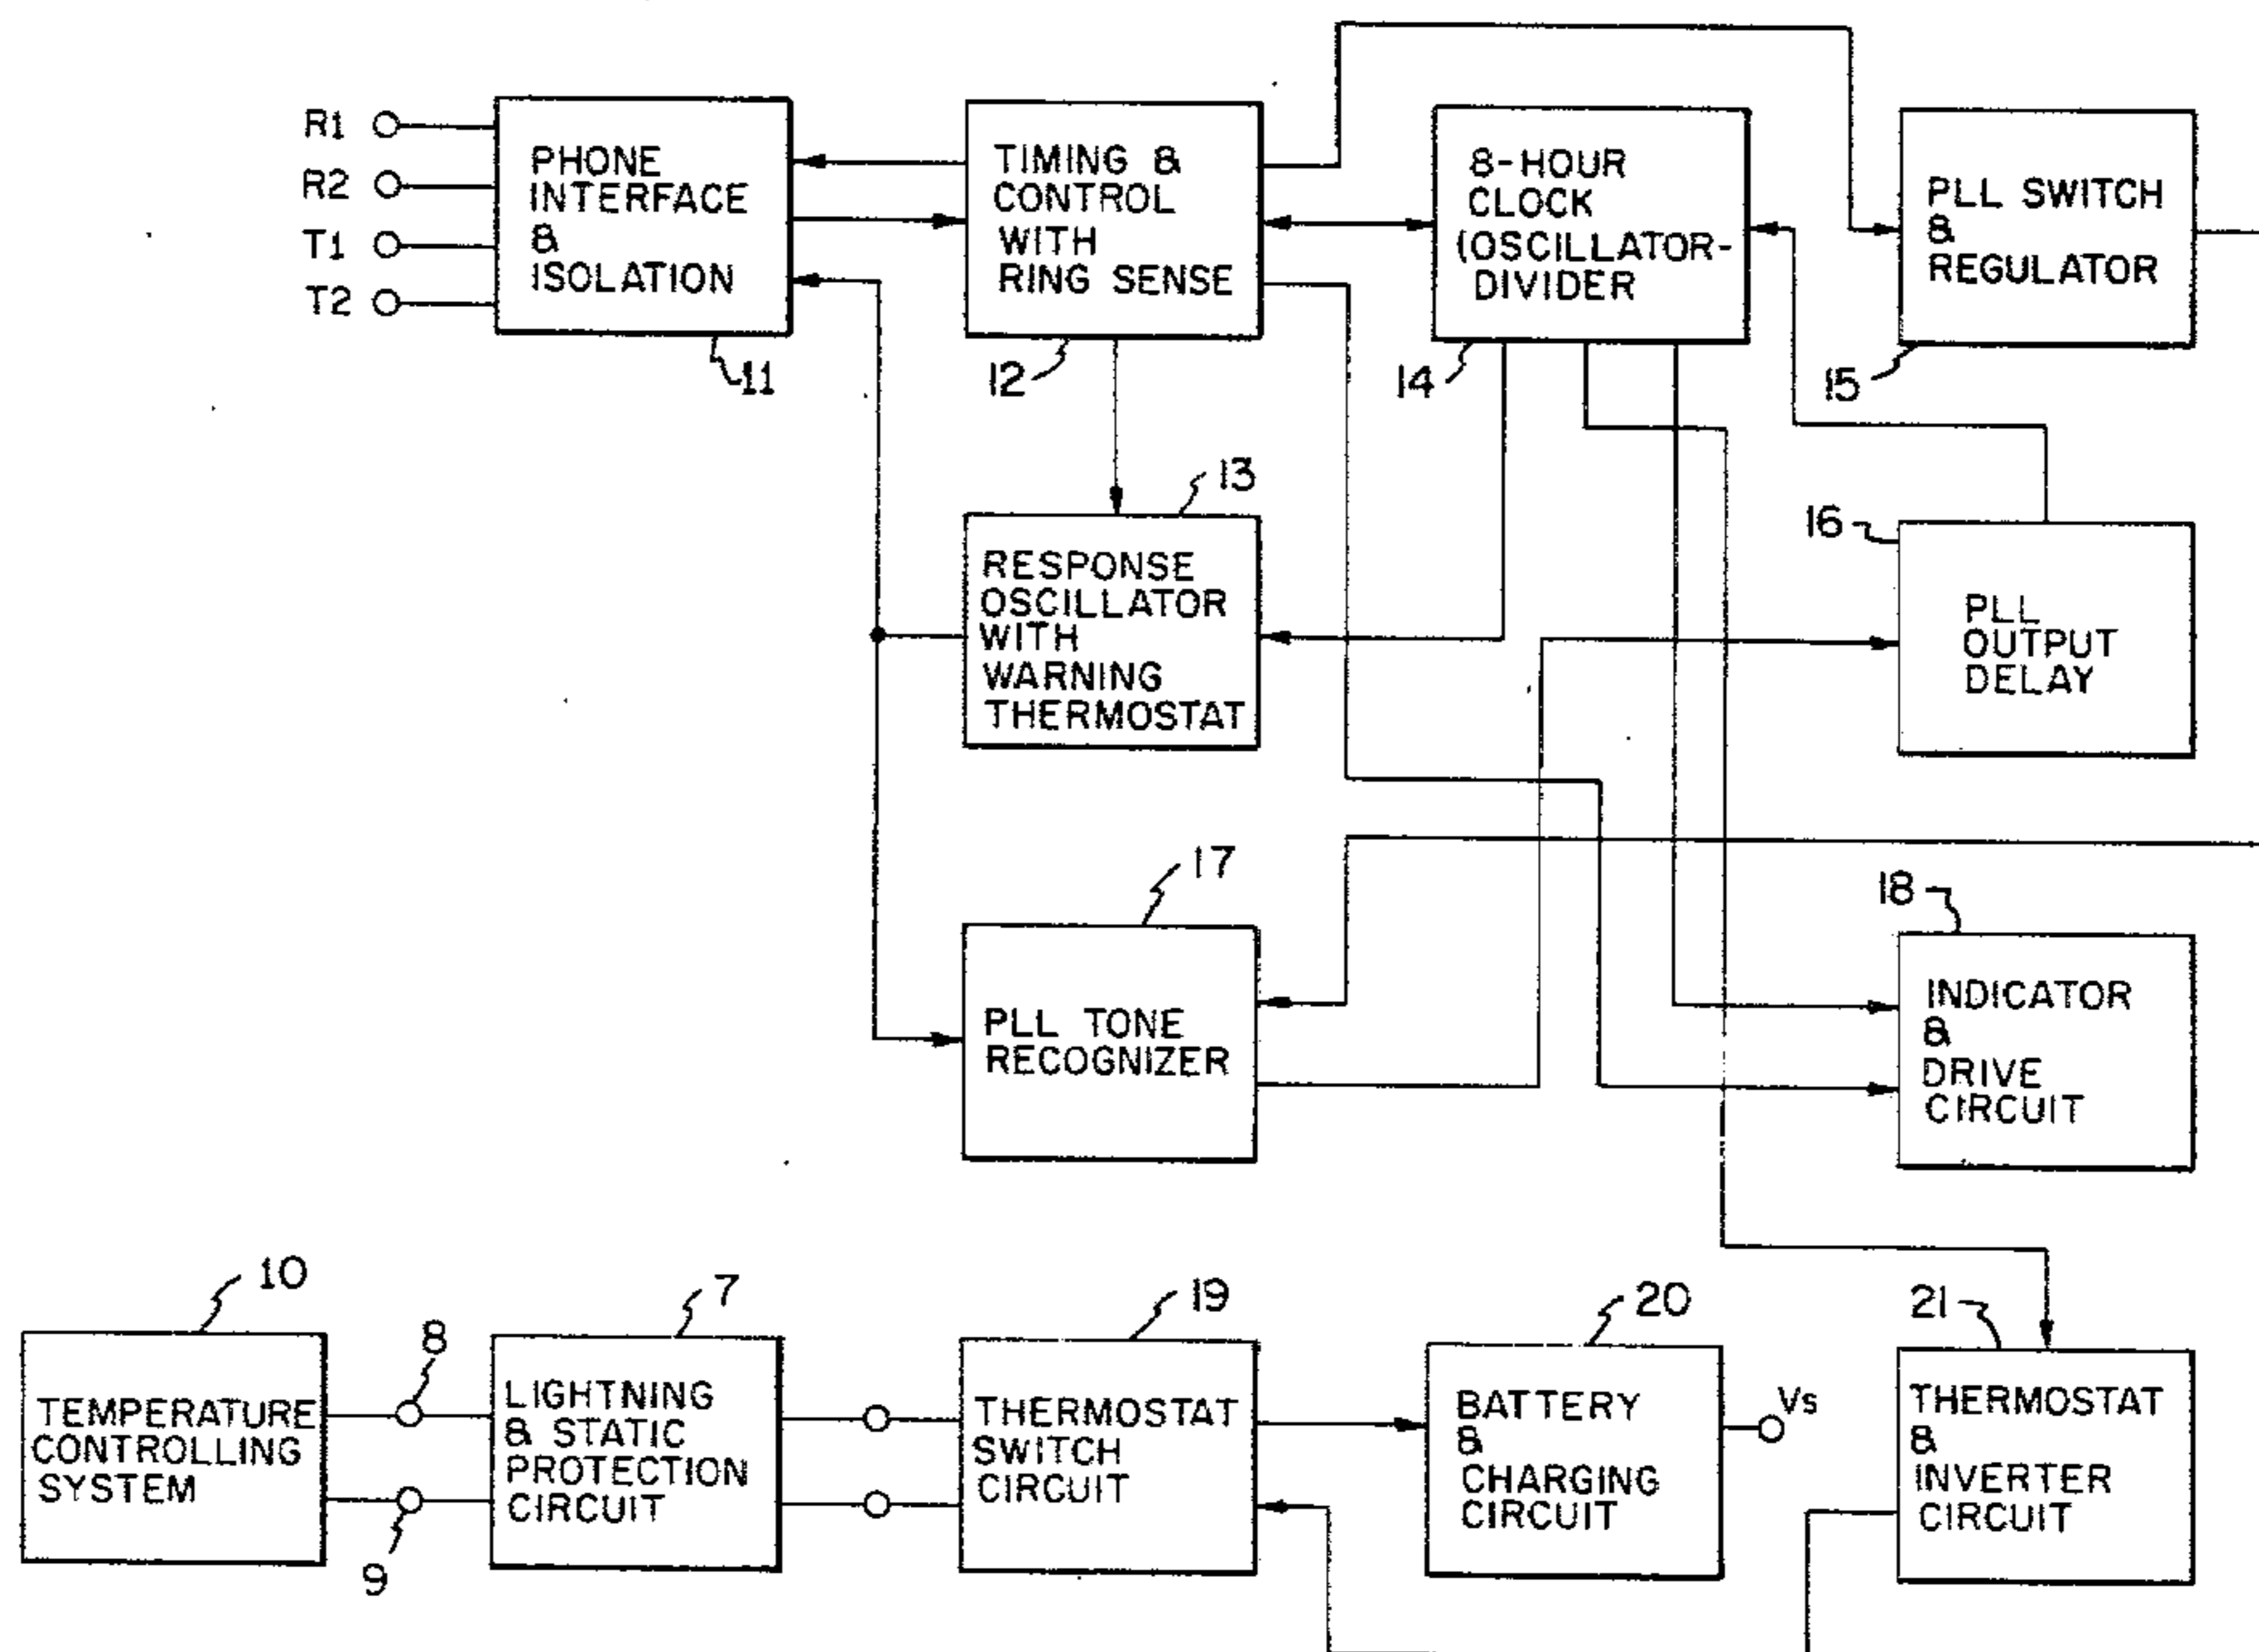 R1
R2
T1
T2
PHONE
INTERFACE
&
ISOLATION
11
TIMING &
CONTROL
WITH
RING SENSE
12
8-HOUR
CLOCK
(OSCILLATOR-
DIVIDER
14
PLL SWITCH
&
REGULATOR
15
13
RESPONSE
OSCILLATOR
WITH
WARNING
THERMOSTAT
16
PLL
OUTPUT
DELAY
17
PLL TONE
RECOGNIZER
18
INDICATOR
&
DRIVE
CIRCUIT
10
TEMPERATURE
CONTROLLING
SYSTEM
8
9
7
LIGHTNING
& STATIC
PROTECTION
CIRCUIT
19
THERMOSTAT
SWITCH
CIRCUIT
20
BATTERY
&
CHARGING
CIRCUIT
Vs
21
THERMOSTAT
&
INVERTER
CIRCUIT